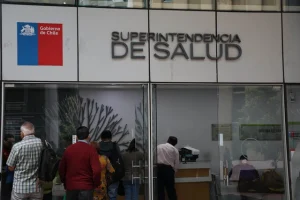 Gobierno
de Chile
SUPERINTENDENCIA
DE SALUD